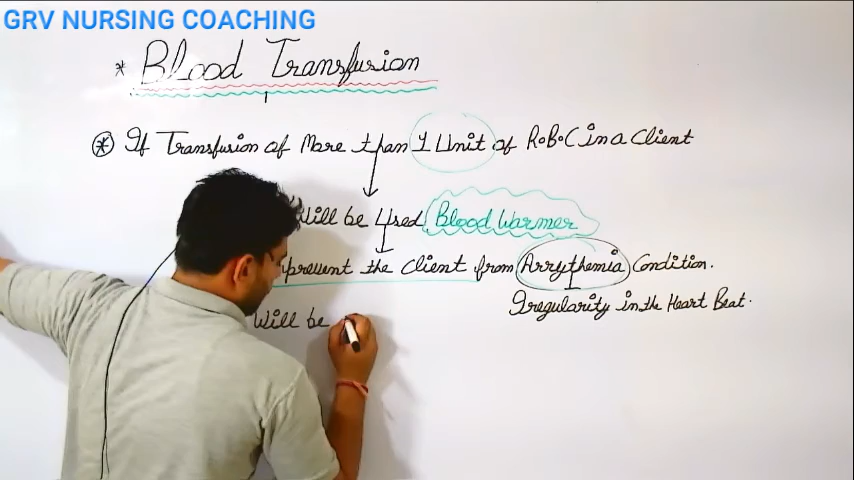 GRV NURSING COACHING
* Blood Transfusion
* If Transfusion of More than 1 Unit of R.B.C in a Client
Will be Used Blood Warmer
prevent the Client from Arrythemia Condition.
Irregularity in the Heart Beat.
Will be